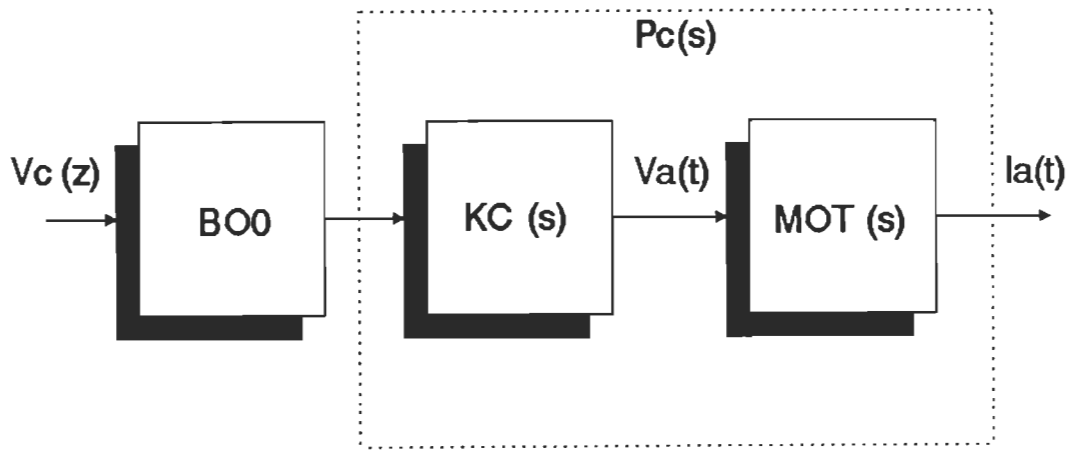 Pc(s)
Vc (z)
BO0
KC (s)
Va(t)
MOT (s)
Ia(t)